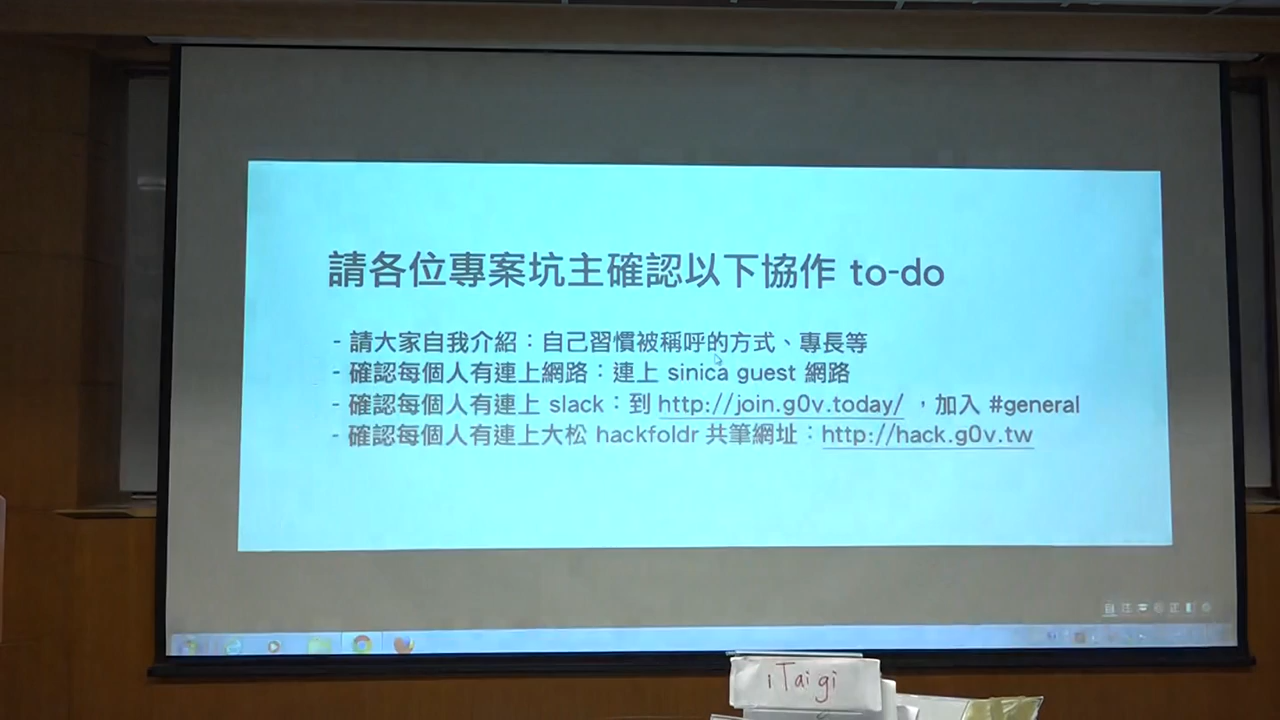 請各位專案坑主確認以下協作 to-do
- 請大家自我介紹：自己習慣被稱呼的方式、專長等
- 確認每個人有連上網路：連上 sinica guest 網路
- 確認每個人有連上 slack：到 http://join.g0v.today/ ，加入 #general
- 確認每個人有連上大松 hackfoldr 共筆網址：http://hack.g0v.tw
iTaigi